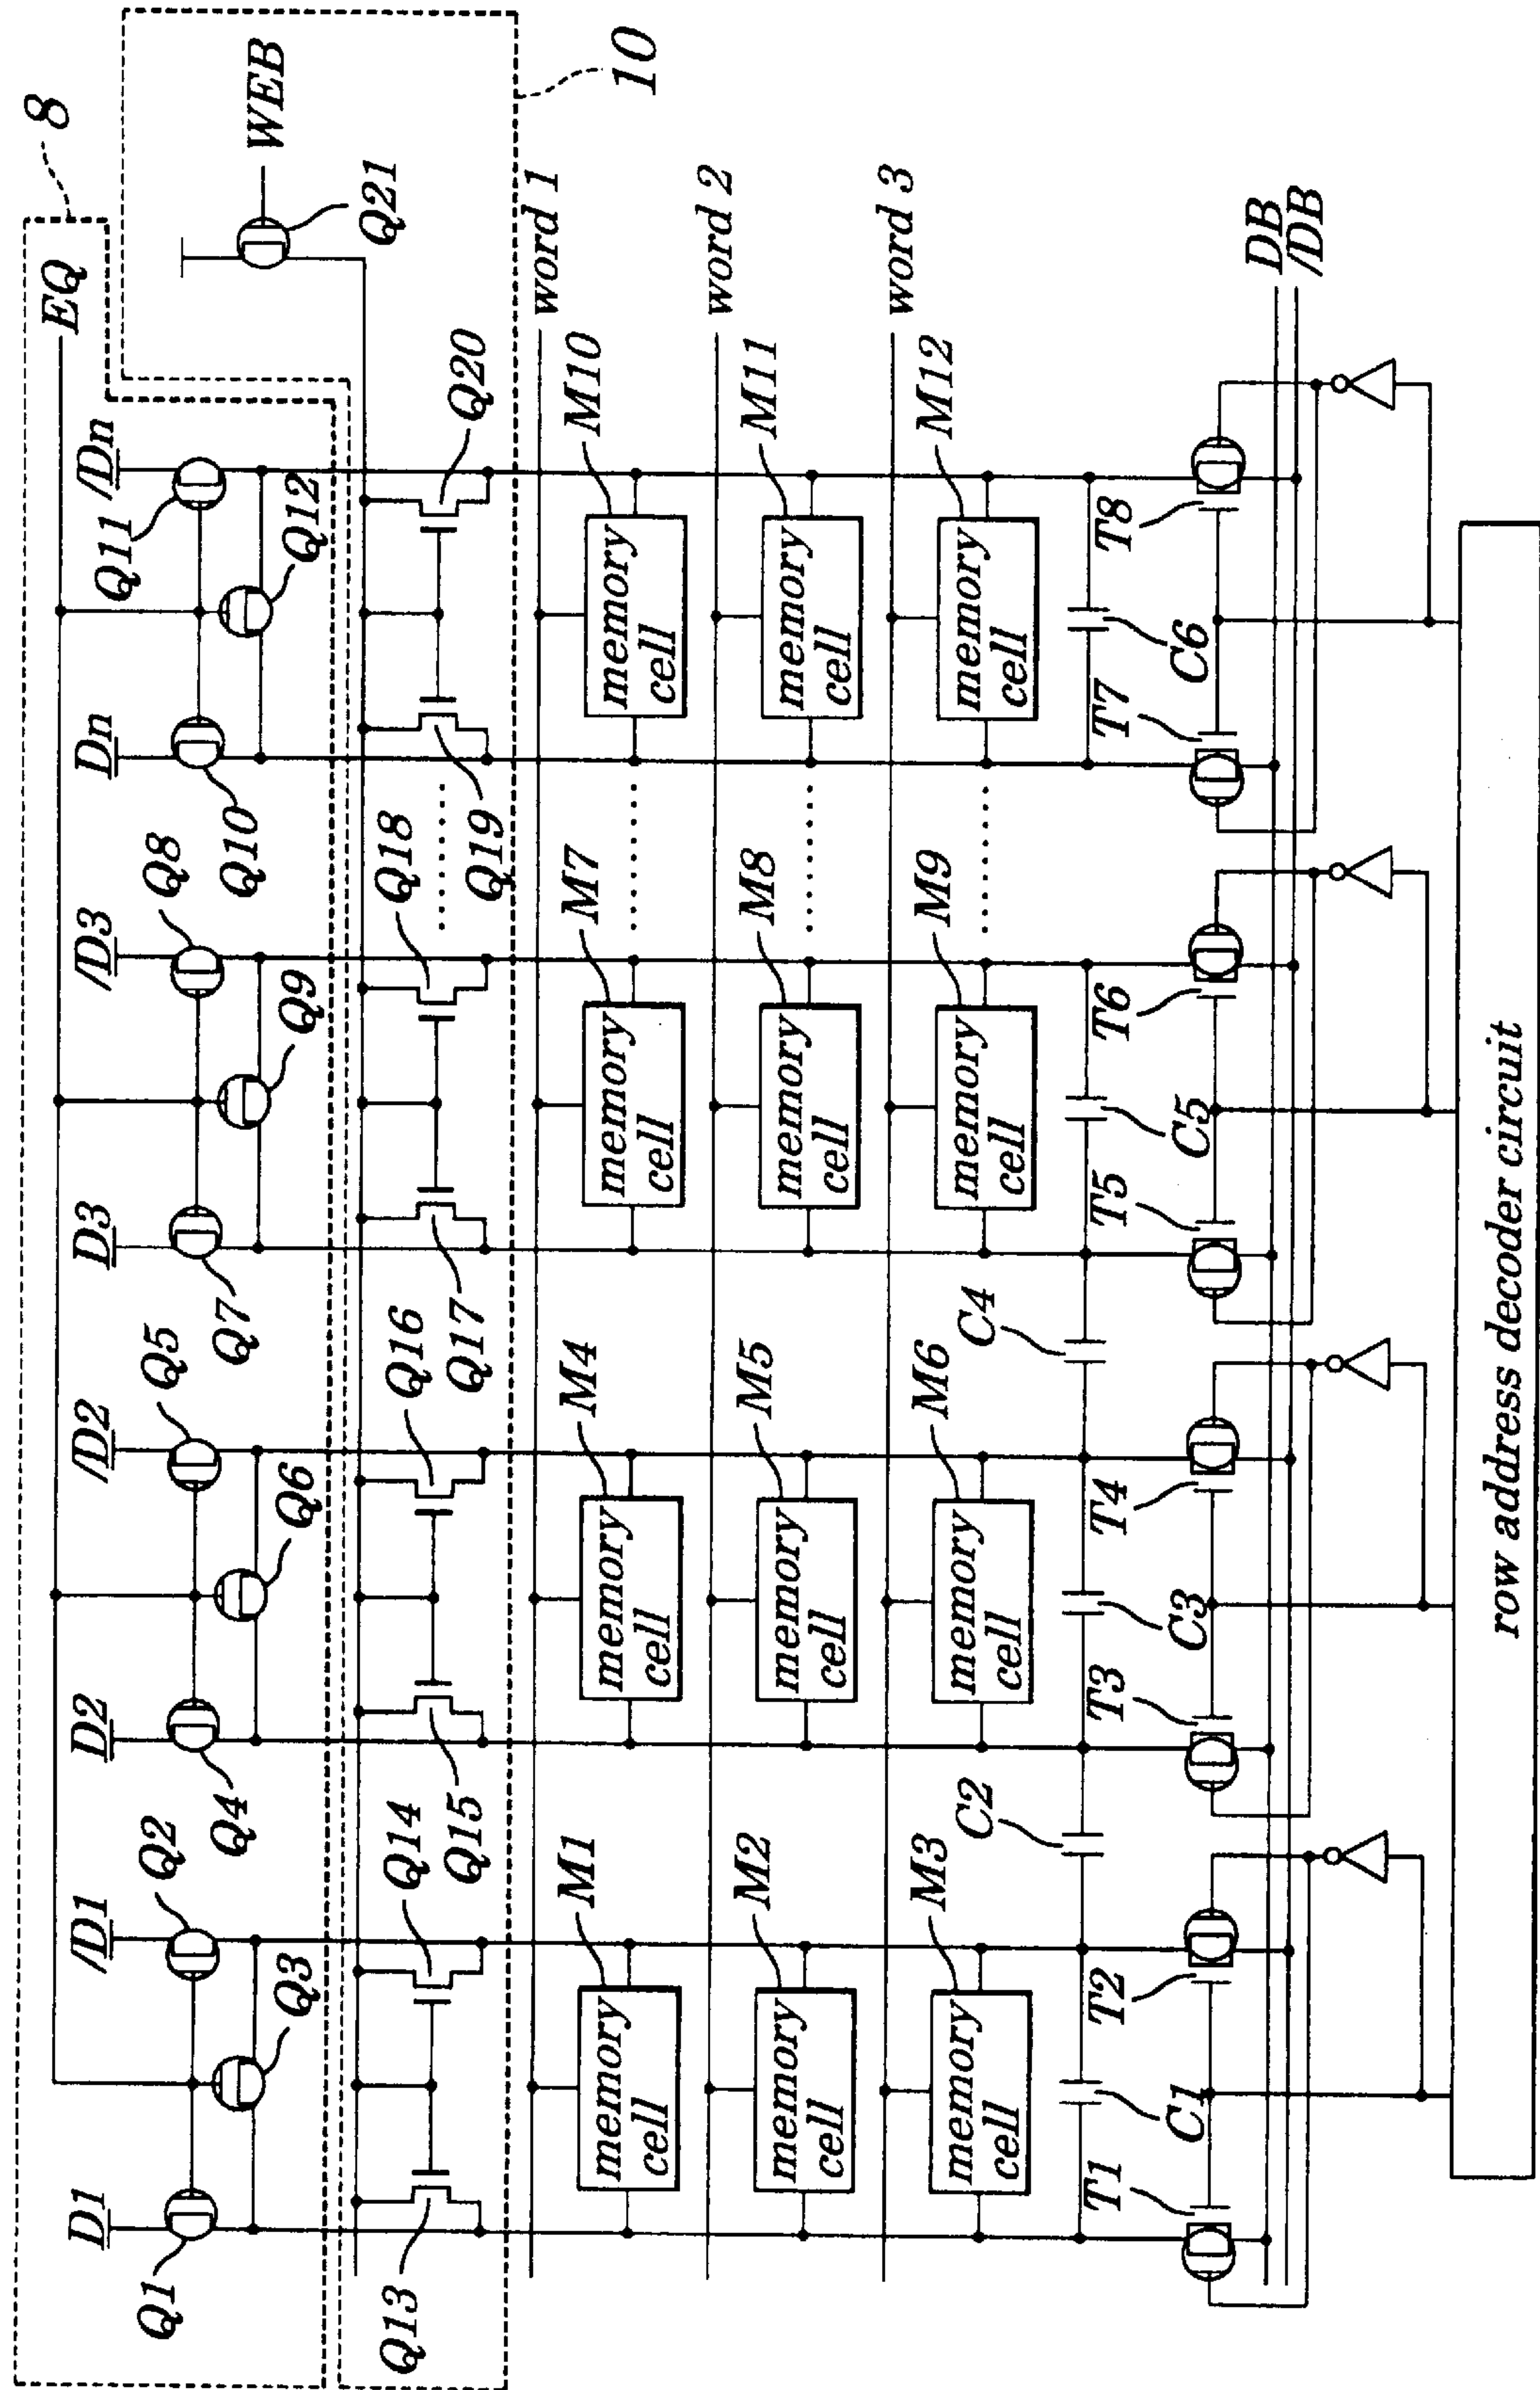 8
EQ
WEB
10
D1
/D1
D2
/D2
D3
/D3
Dn
/Dn
Q1
Q2
Q3
Q4
Q5
Q6
Q7
Q8
Q9
Q10
Q11
Q12
Q21
Q13
Q14
Q15
Q16
Q17
Q18
Q19
Q20
word 1
M1
M4
M7
M10
memory
cell
memory
cell
memory
cell
memory
cell
word 2
M2
M5
M8
M11
memory
cell
memory
cell
memory
cell
memory
cell
word 3
M3
M6
M9
M12
memory
cell
memory
cell
memory
cell
memory
cell
C2
C4
C1
C3
C5
C6
T1
T2
T3
T4
T5
T6
T7
T8
DB
/DB
row address decoder circuit